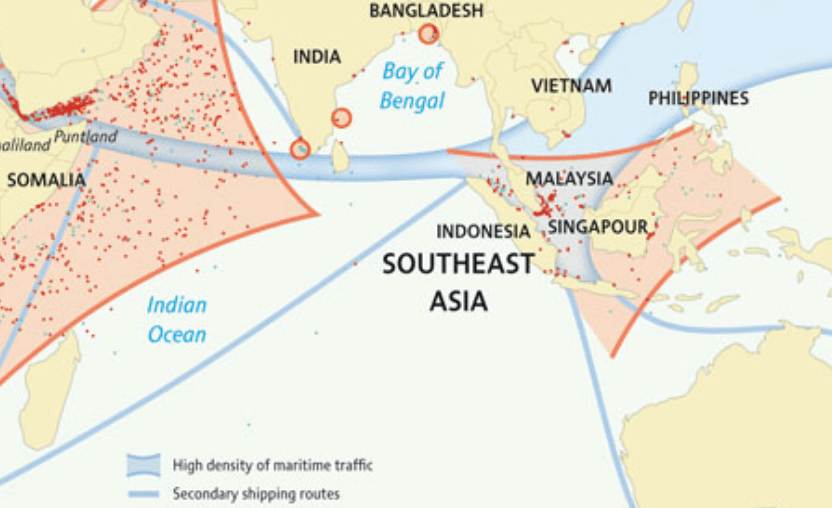 BANGLADESH
INDIA
Bay of
Bengal
VIETNAM
PHILIPPINES
Puntland
SOMALIA
MALAYSIA
INDONESIA
SINGAPOUR
SOUTHEAST
ASIA
Indian
Ocean
High density of maritime traffic
Secondary shipping routes